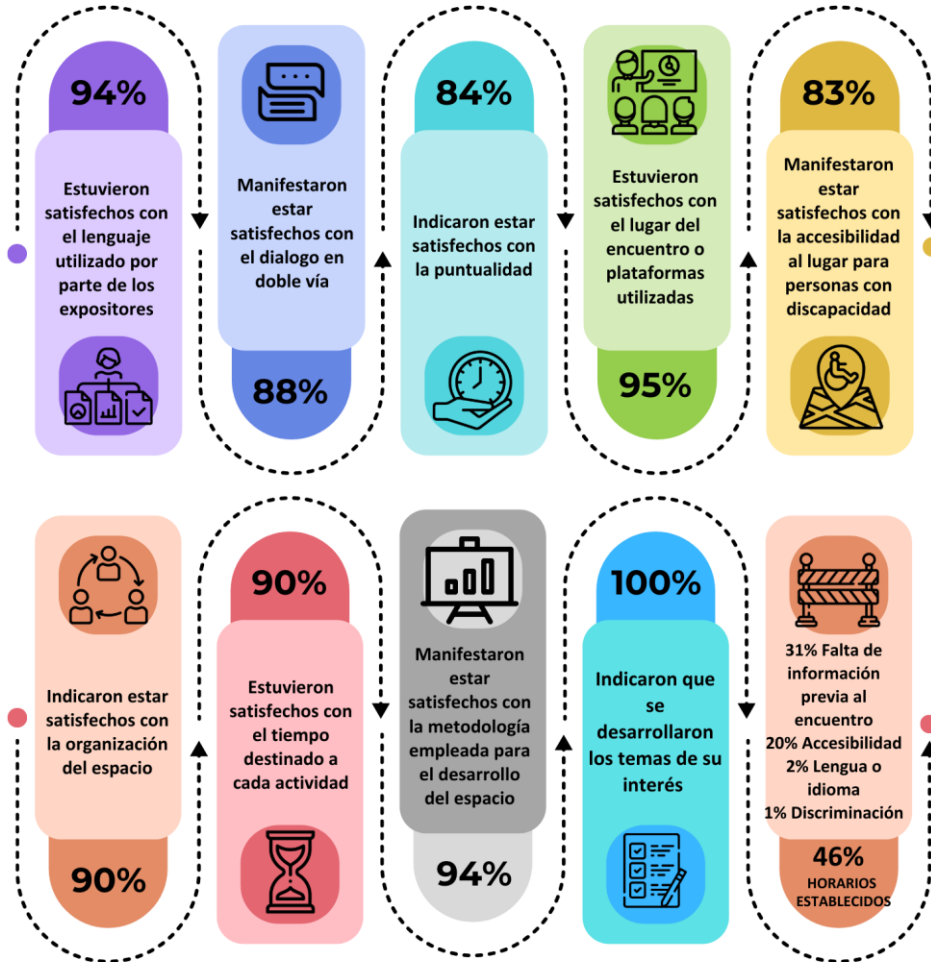 94%
Estuvieron
satisfechos con
el lenguaje
utilizado por
parte de los
expositores
Manifestaron
estar
satisfechos con
el dialogo en
doble vía
88%
84%
Indicaron estar
satisfechos con
la puntualidad
Estuvieron
satisfechos con
el lugar del
encuentro o
plataformas
utilizadas
95%
83%
Manifestaron
estar
satisfechos con
la accesibilidad
al lugar para
personas con
discapacidad
Indicaron estar
satisfechos con
la organización
del espacio
90%
90%
Estuvieron
satisfechos con
el tiempo
destinado a
cada actividad
Manifestaron
estar
satisfechos con
la metodología
empleada para
el desarrollo
del espacio
94%
100%
Indicaron que
se
desarrollaron
los temas de su
interés
31% Falta de
información
previa al
encuentro
20% Accesibilidad
2% Lengua o
idioma
1% Discriminación
46%
HORARIOS
ESTABLECIDOS